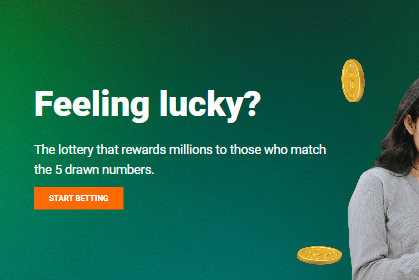 Feeling lucky?
The lottery that rewards millions to those who match
the 5 drawn numbers.
START BETTING